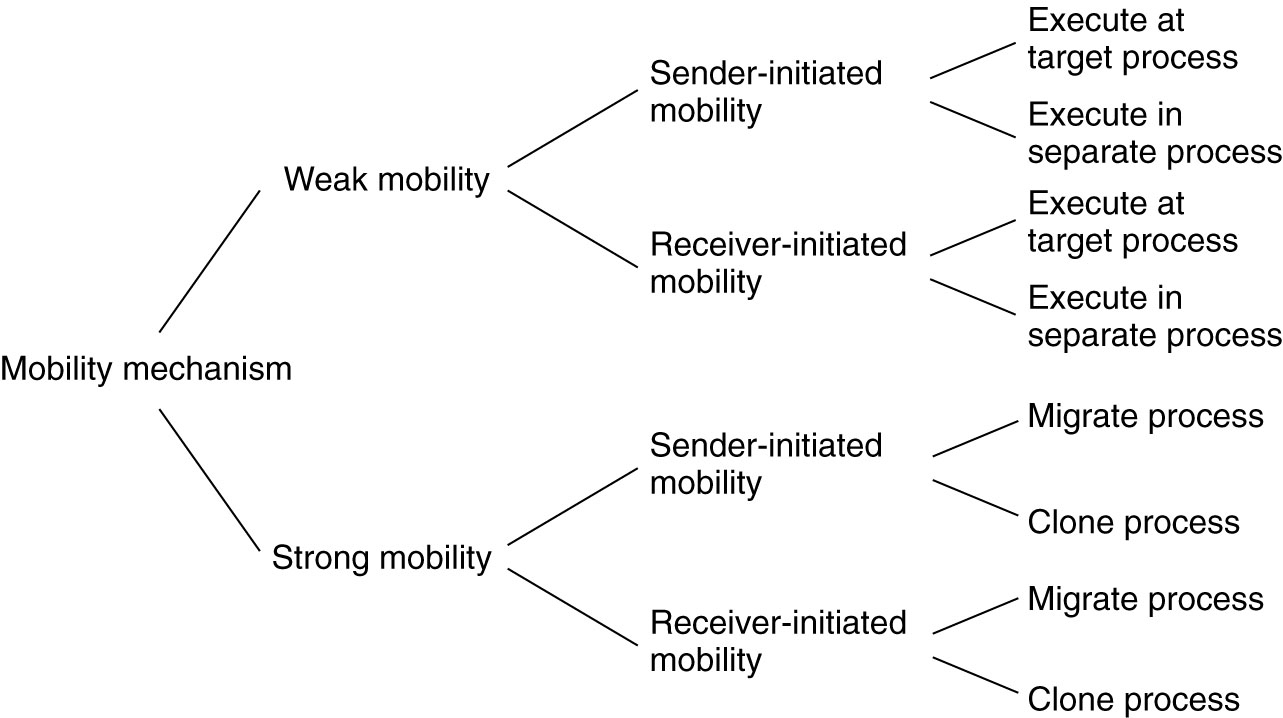 Execute at
target process
Sender-initiated
mobility
Execute in
separate process
Weak mobility
Execute at
target process
Receiver-initiated
mobility
Execute in
separate process
Mobility mechanism
Migrate process
Sender-initiated
mobility
Clone process
Strong mobility
Migrate process
Receiver-initiated
mobility
Clone process